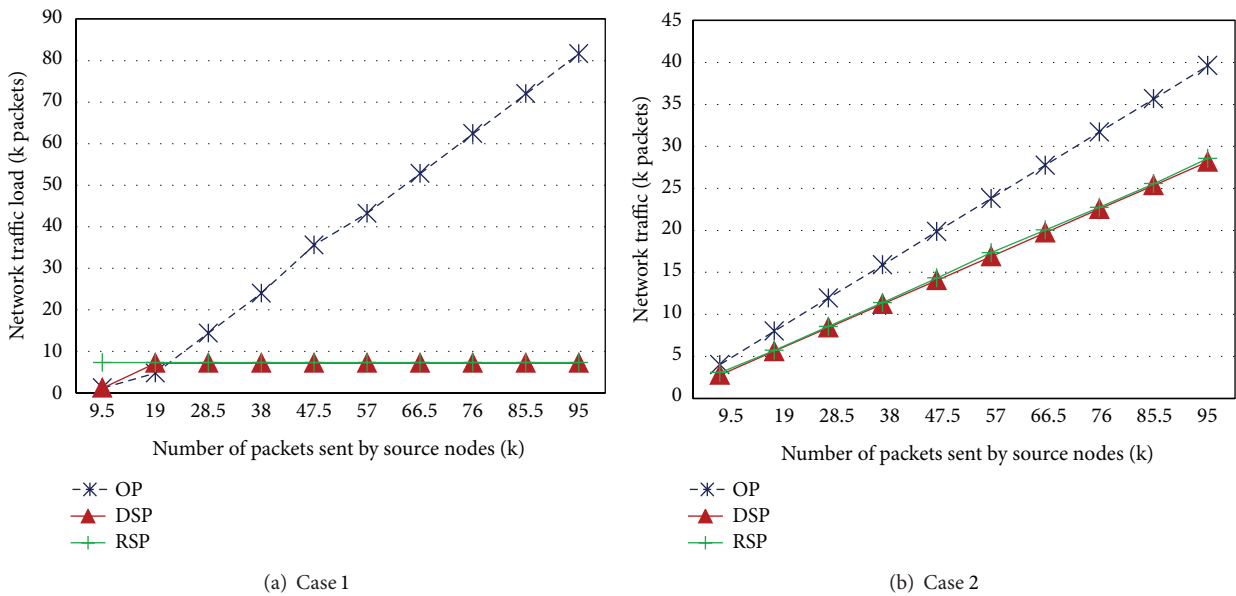 Network traffic load (k packets)
90
80
70
60
50
40
30
20
10
0
9.5 19 28.5 38 47.5 57 66.5 76 85.5 95
Number of packets sent by source nodes (k)
OP
DSP
RSP
(a) Case 1
Network traffic (k packets)
45
40
35
30
25
20
15
10
5
0
9.5 19 28.5 38 47.5 57 66.5 76 85.5 95
Number of packets sent by source nodes (k)
OP
DSP
RSP
(b) Case 2